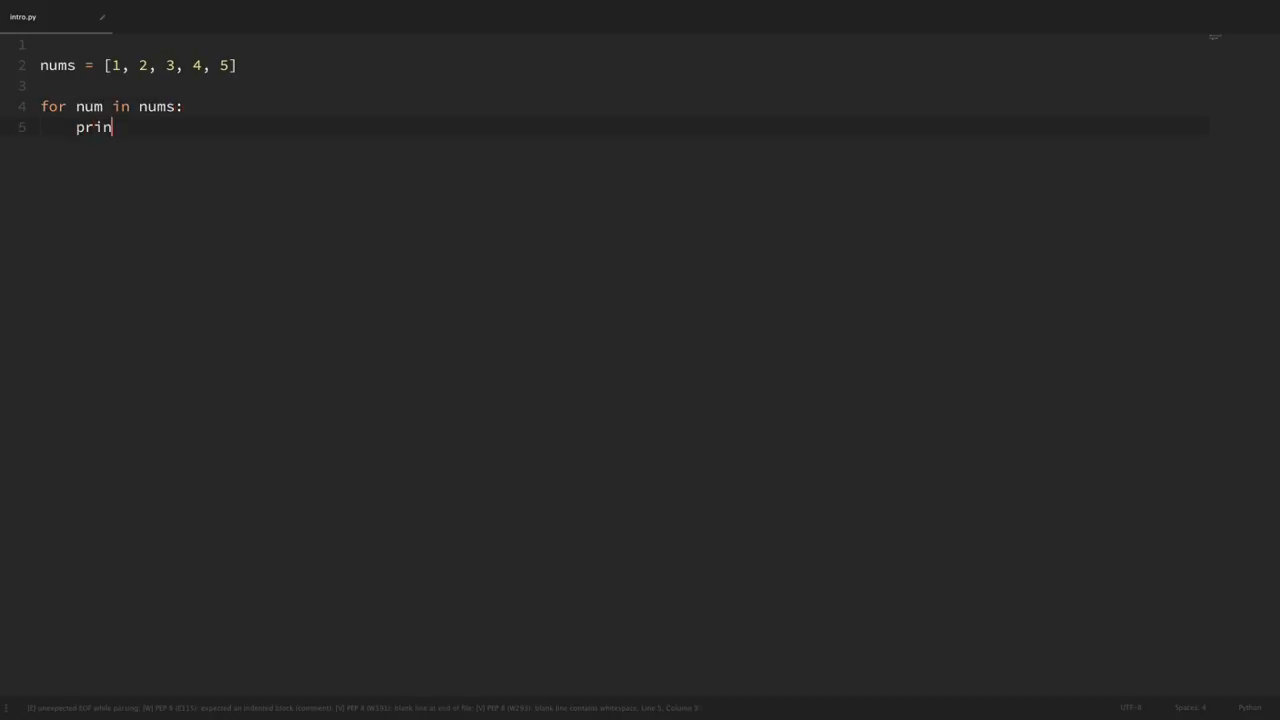 intro.py
1
2 nums = [1, 2, 3, 4, 5]
3
4 for num in nums:
5     prin
[E] unexpected EOF while parsing; [W] PEP 8 (E115): expected an indented block (comment); [V] PEP 8 (W391): blank line at end of file; [V] PEP 8 (W293): blank line contains whitespace, Line 5, Column 9
UTF-8 Spaces: 4 Python